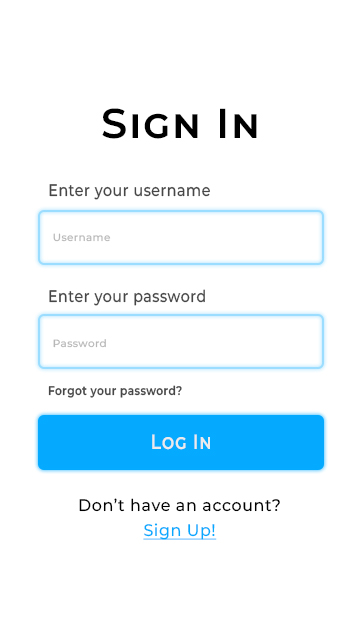 Sign In
Enter your username
Username
Enter your password
Password
Forgot your password?
Log In
Don’t have an account?
Sign Up!